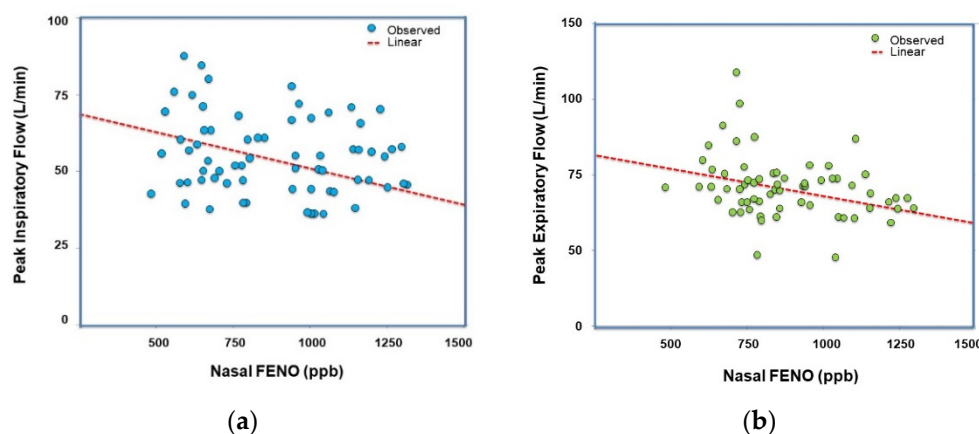 100
75
50
25
0
Peak Inspiratory Flow (L/min)
Observed
Linear
500
750
1000
1250
1500
Nasal FENO (ppb)
(a)
150
100
75
50
0
Peak Expiratory Flow (L/min)
Observed
Linear
500
750
1000
1250
1500
Nasal FENO (ppb)
(b)